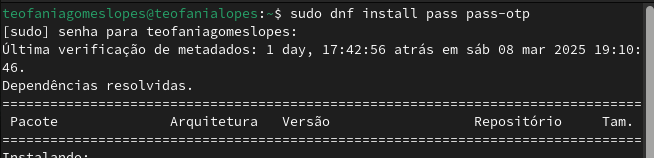 teofaniagomeslopes@teofanialopes:~$ sudo dnf install pass pass-otp
[sudo] senha para teofaniagomeslopes:
Última verificação de metadados: 1 day, 17:42:56 atrás em sáb 08 mar 2025 19:10:
46.
Dependências resolvidas.
================================================================================
Pacote Arquitetura Versão Repositório Tam.
================================================================================
Instalando: